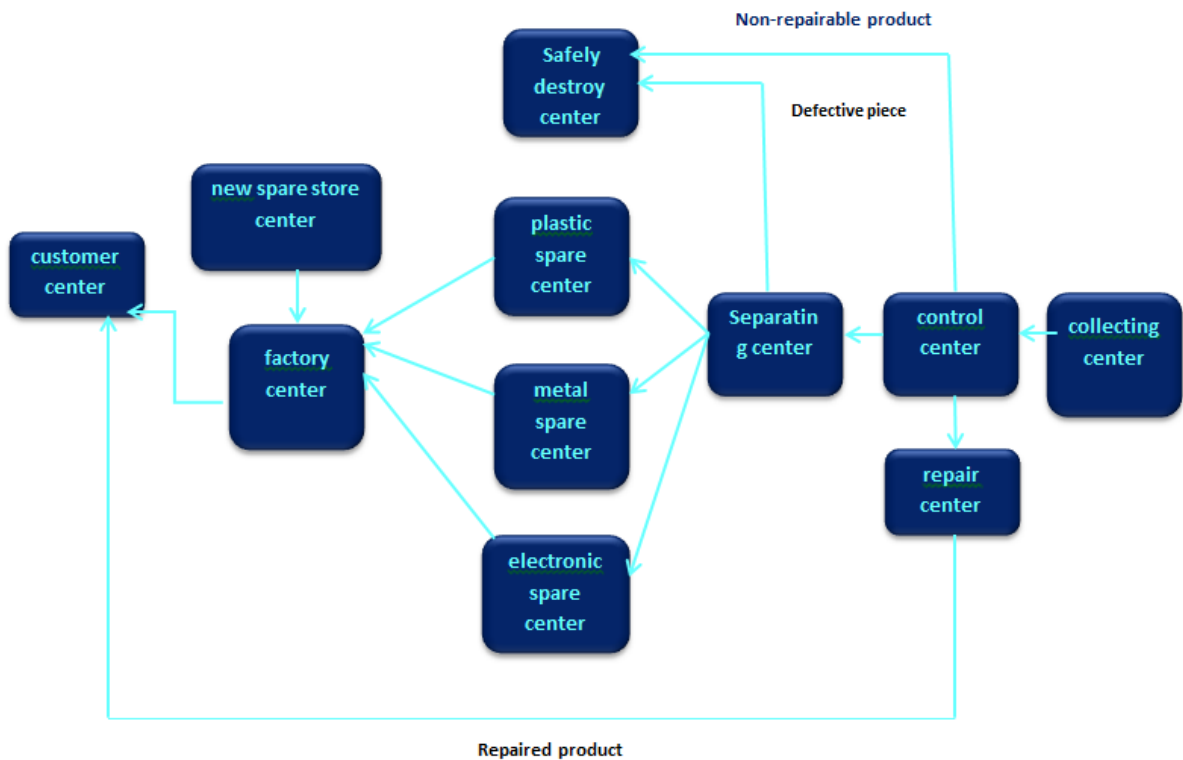 Non-repairable product
Safely
destroy
center
Defective piece
new spare store
center
plastic
spare
center
customer
center
Separatin
g center
control
center
collecting
center
factory
center
metal
spare
center
repair
center
electronic
spare
center
Repaired product